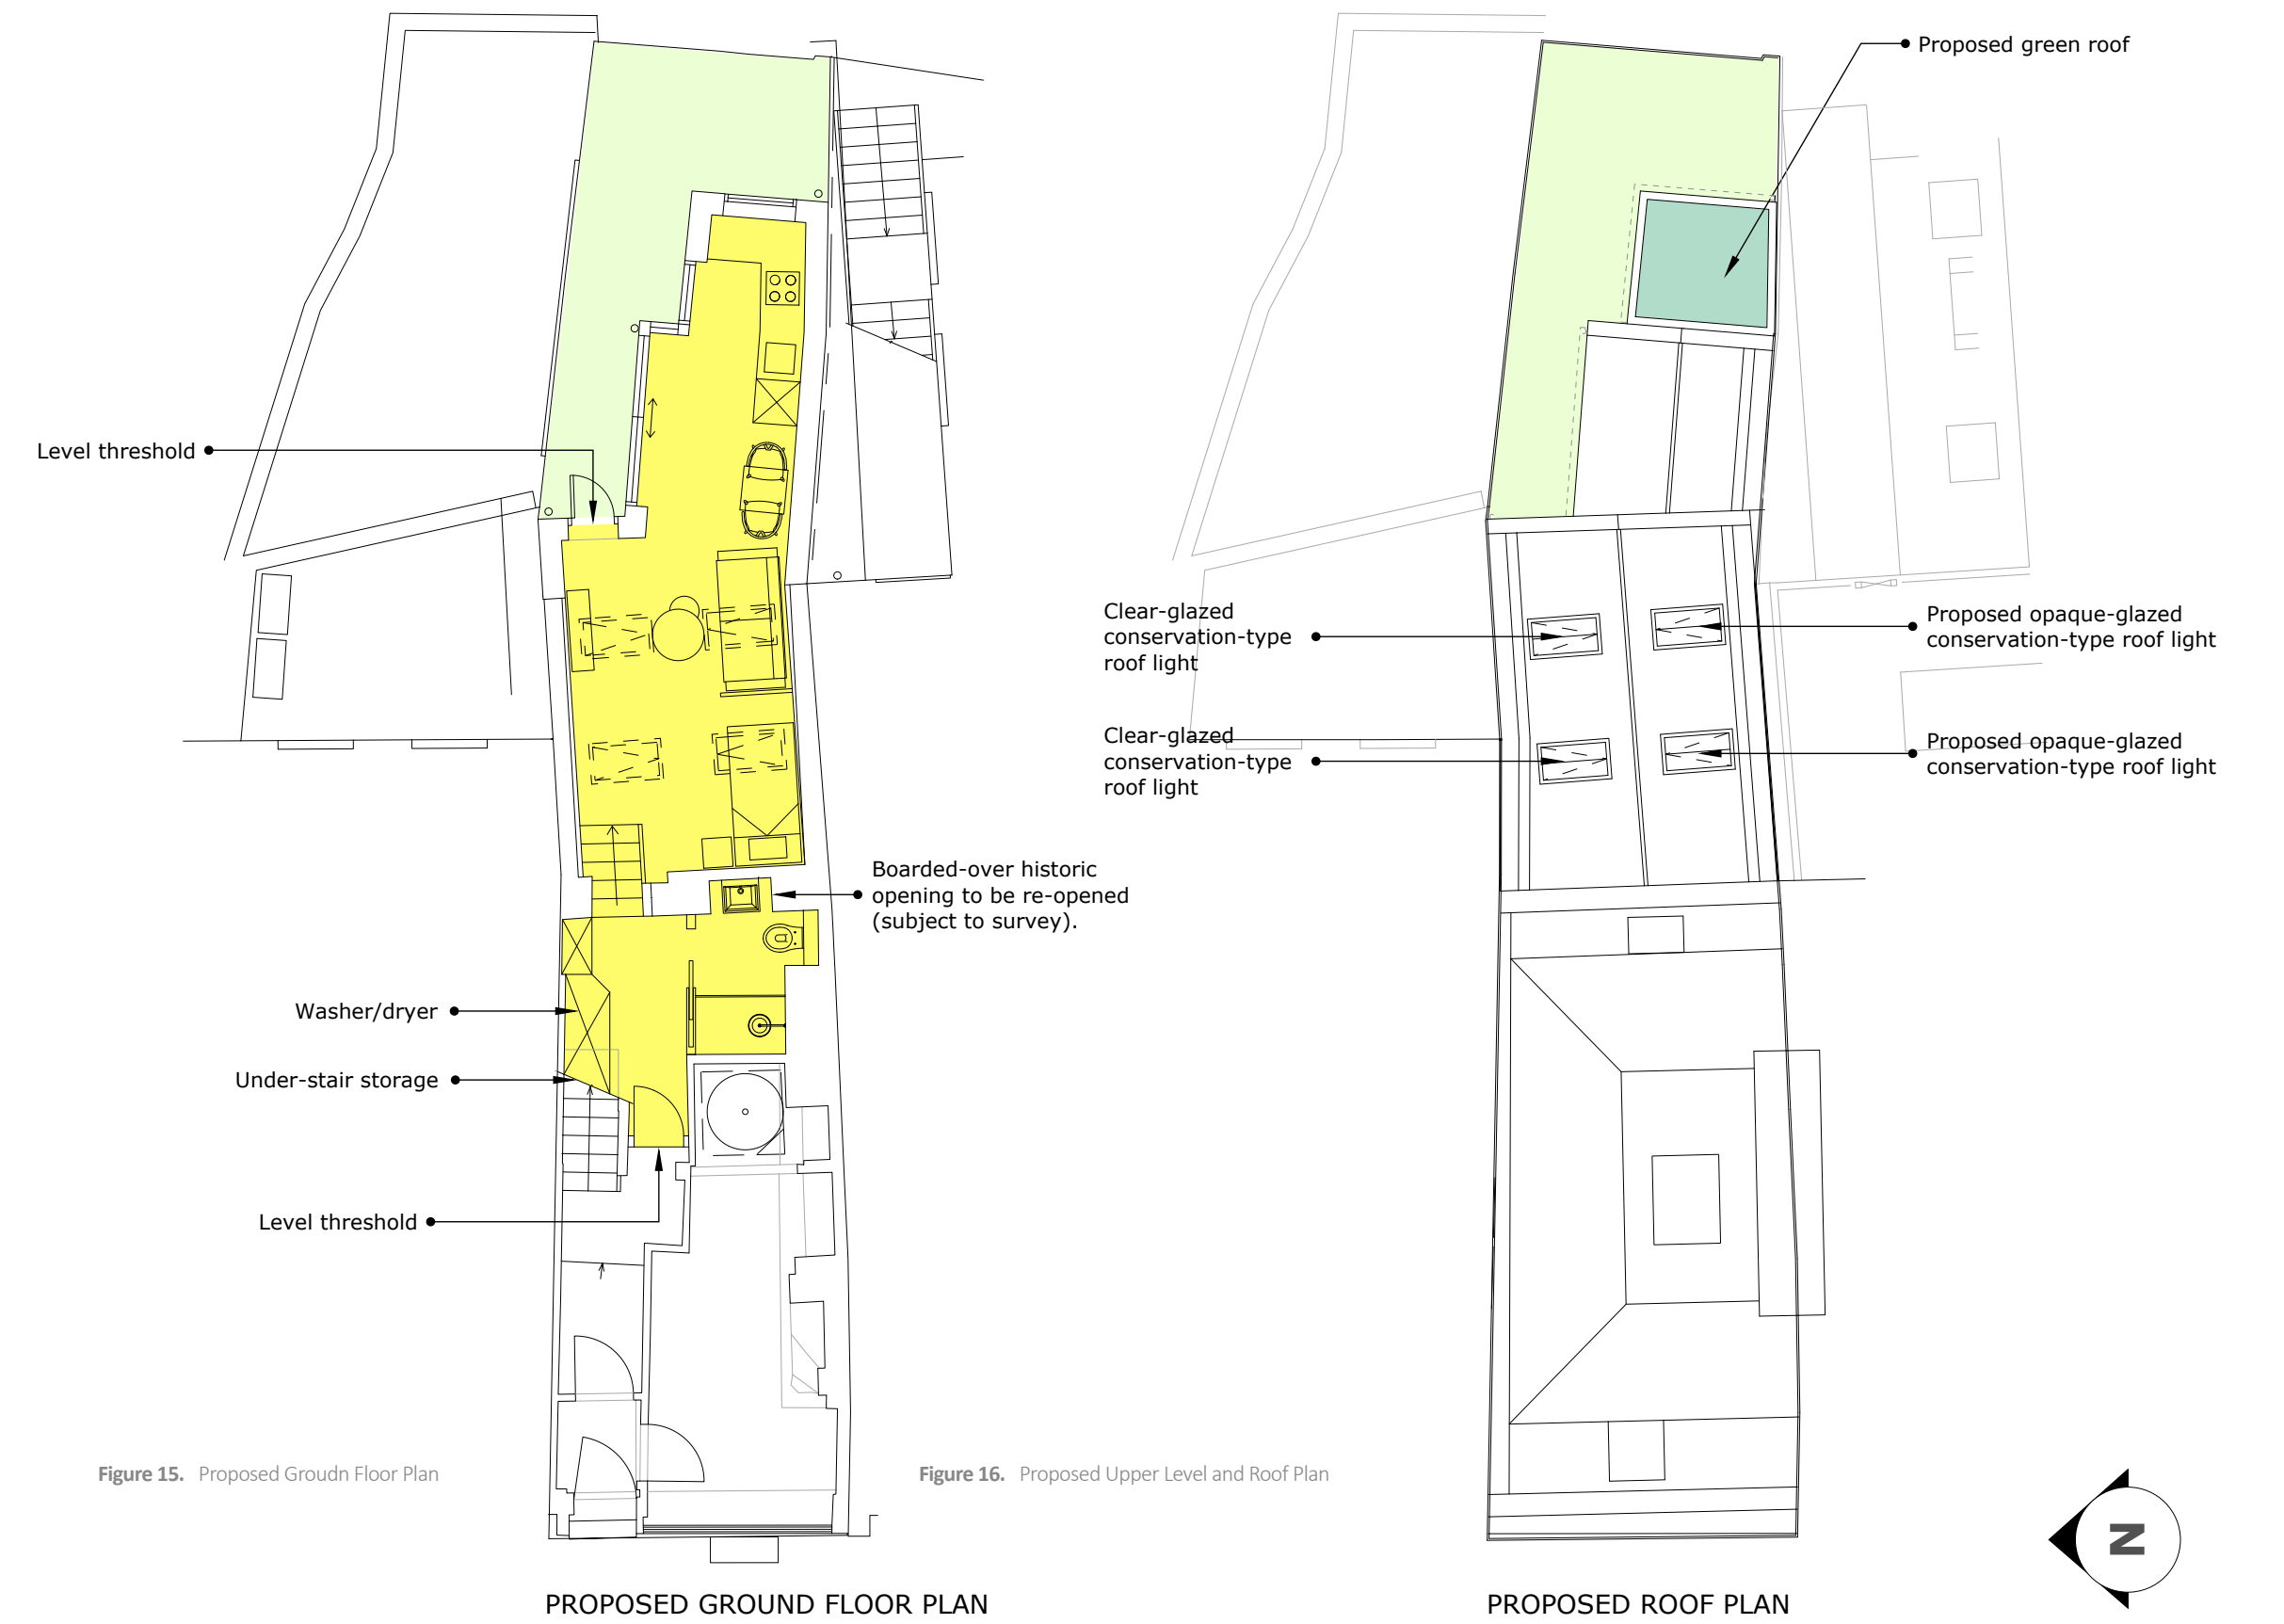 Proposed green roof
Level threshold
Clear-glazed
conservation-type
roof light
Proposed opaque-glazed
conservation-type roof light
Clear-glazed
conservation-type
roof light
Proposed opaque-glazed
conservation-type roof light
Boarded-over historic
opening to be re-opened
(subject to survey).
Washer/dryer
Under-stair storage
Level threshold
Figure 15. Proposed Groudn Floor Plan
Figure 16. Proposed Upper Level and Roof Plan
N
PROPOSED GROUND FLOOR PLAN
PROPOSED ROOF PLAN